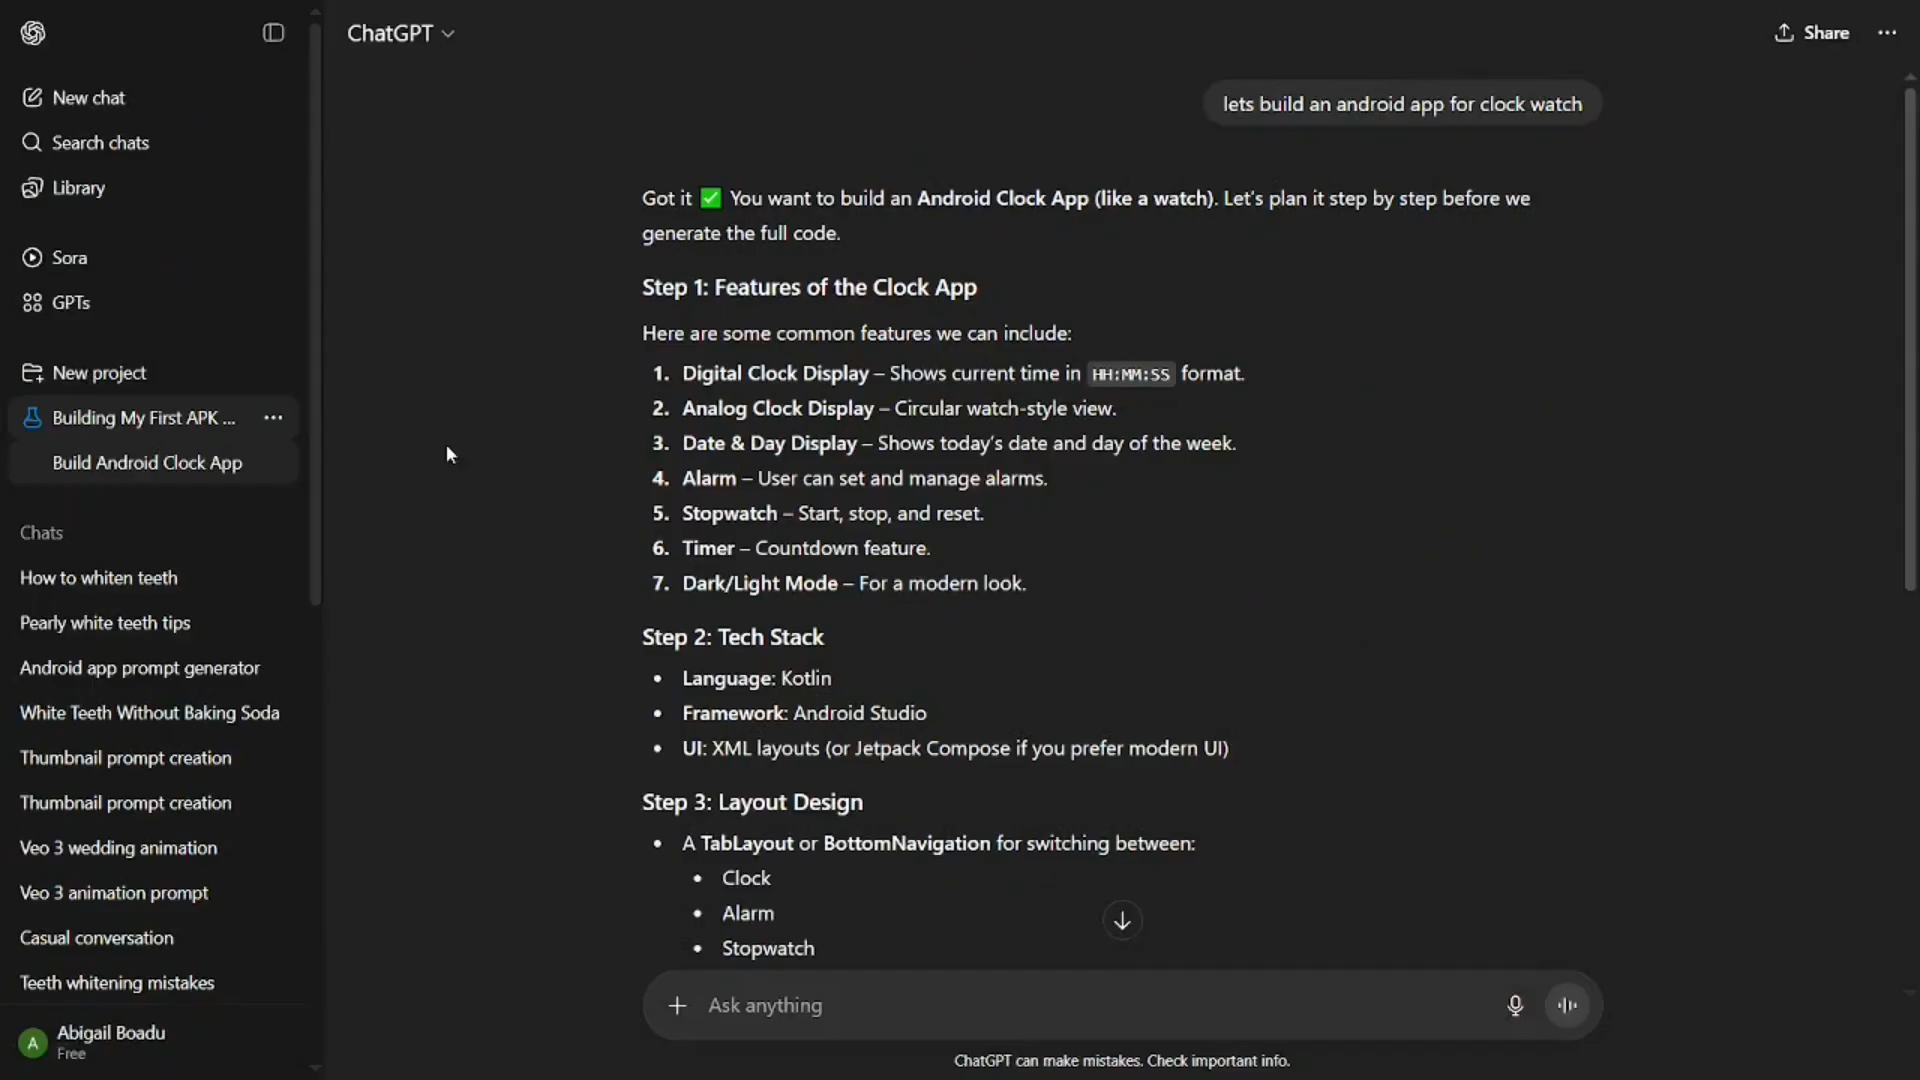 ChatGPT
Share
New chat
Search chats
Library
Sora
GPTs
New project
Building My First APK ...
Build Android Clock App
Chats
How to whiten teeth
Pearly white teeth tips
Android app prompt generator
White Teeth Without Baking Soda
Thumbnail prompt creation
Thumbnail prompt creation
Veo 3 wedding animation
Veo 3 animation prompt
Casual conversation
Teeth whitening mistakes
A
Abigail Boadu
Free
lets build an android app for clock watch
Got it ✅ You want to build an Android Clock App (like a watch). Let's plan it step by step before we
generate the full code.
Step 1: Features of the Clock App
Here are some common features we can include:
1. Digital Clock Display – Shows current time in HH:MM:SS format.
2. Analog Clock Display – Circular watch-style view.
3. Date & Day Display – Shows today's date and day of the week.
4. Alarm – User can set and manage alarms.
5. Stopwatch – Start, stop, and reset.
6. Timer – Countdown feature.
7. Dark/Light Mode – For a modern look.
Step 2: Tech Stack
• Language: Kotlin
• Framework: Android Studio
• UI: XML layouts (or Jetpack Compose if you prefer modern UI)
Step 3: Layout Design
• A TabLayout or BottomNavigation for switching between:
• Clock
• Alarm
• Stopwatch
Ask anything
ChatGPT can make mistakes. Check important info.